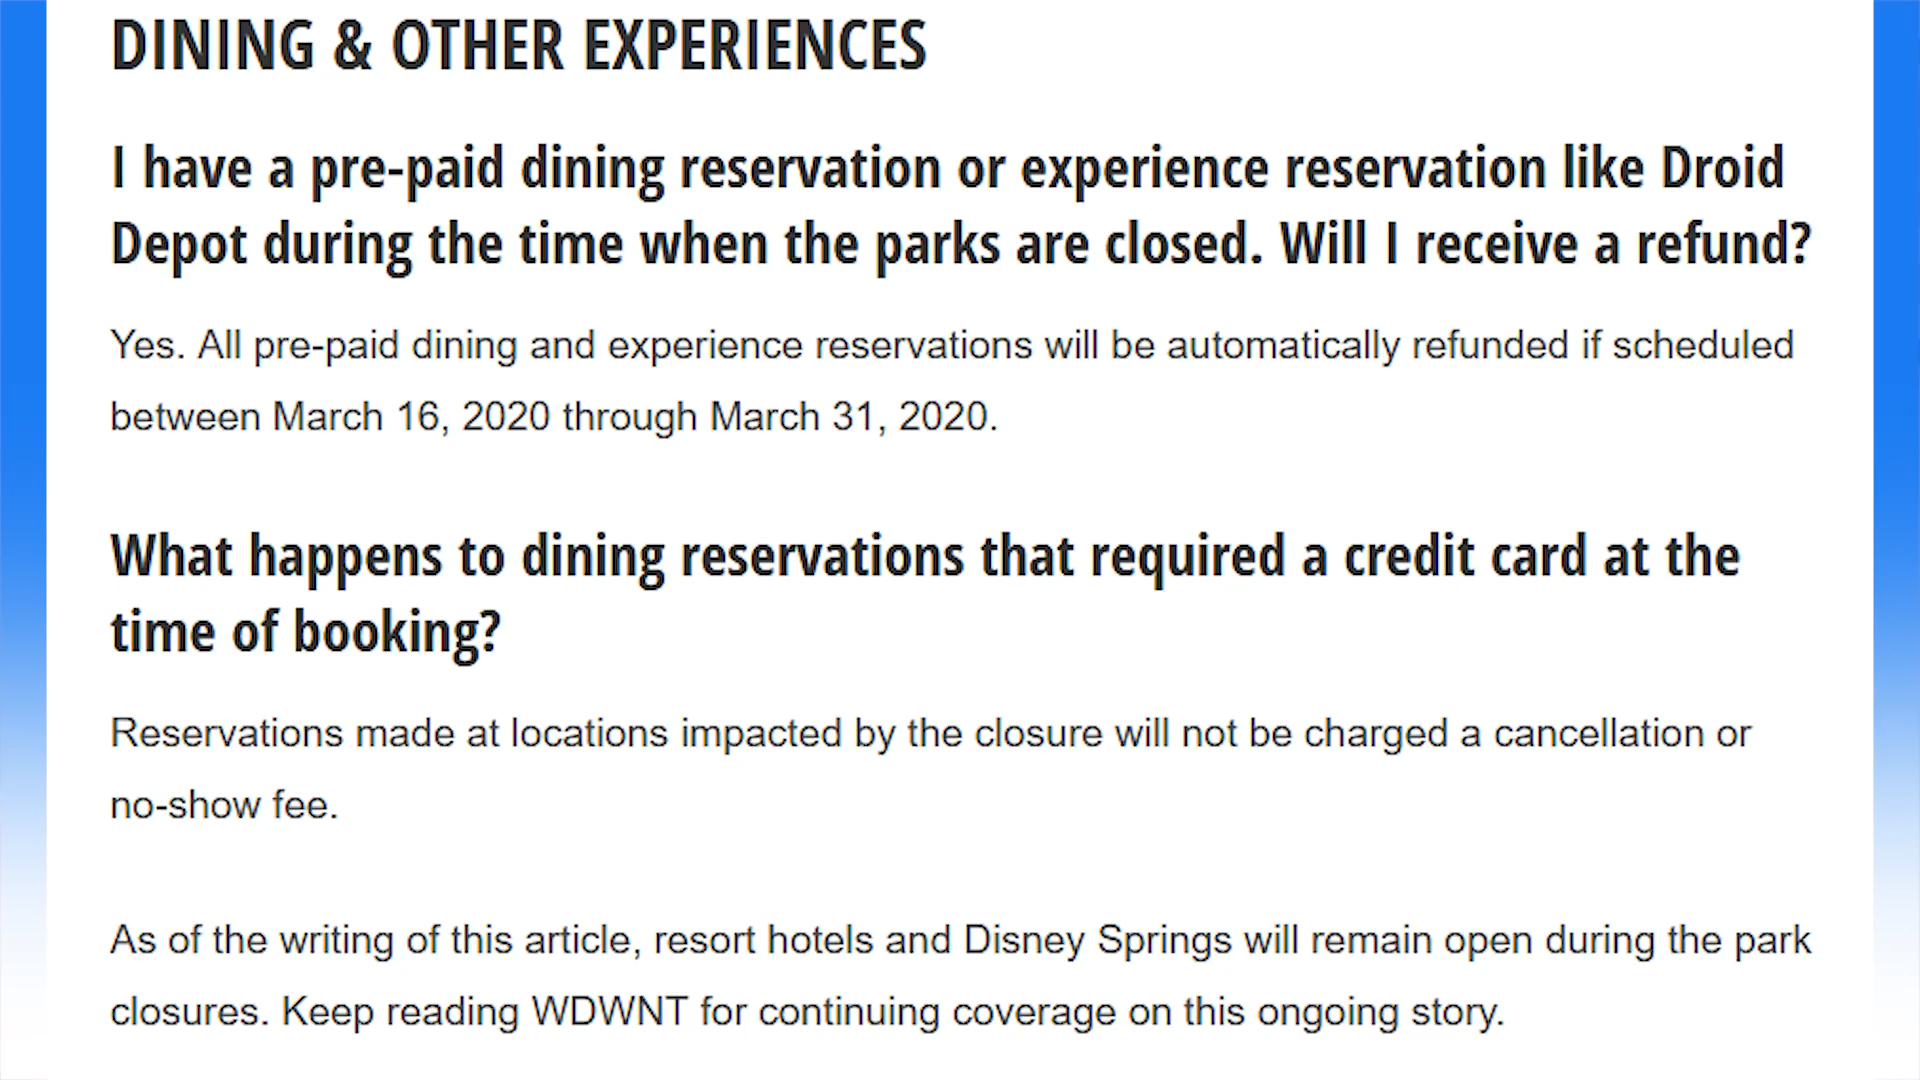 DINING & OTHER EXPERIENCES
I have a pre-paid dining reservation or experience reservation like Droid
Depot during the time when the parks are closed. Will I receive a refund?
Yes. All pre-paid dining and experience reservations will be automatically refunded if scheduled
between March 16, 2020 through March 31, 2020.
What happens to dining reservations that required a credit card at the
time of booking?
Reservations made at locations impacted by the closure will not be charged a cancellation or
no-show fee.
As of the writing of this article, resort hotels and Disney Springs will remain open during the park
closures. Keep reading WDWNT for continuing coverage on this ongoing story.